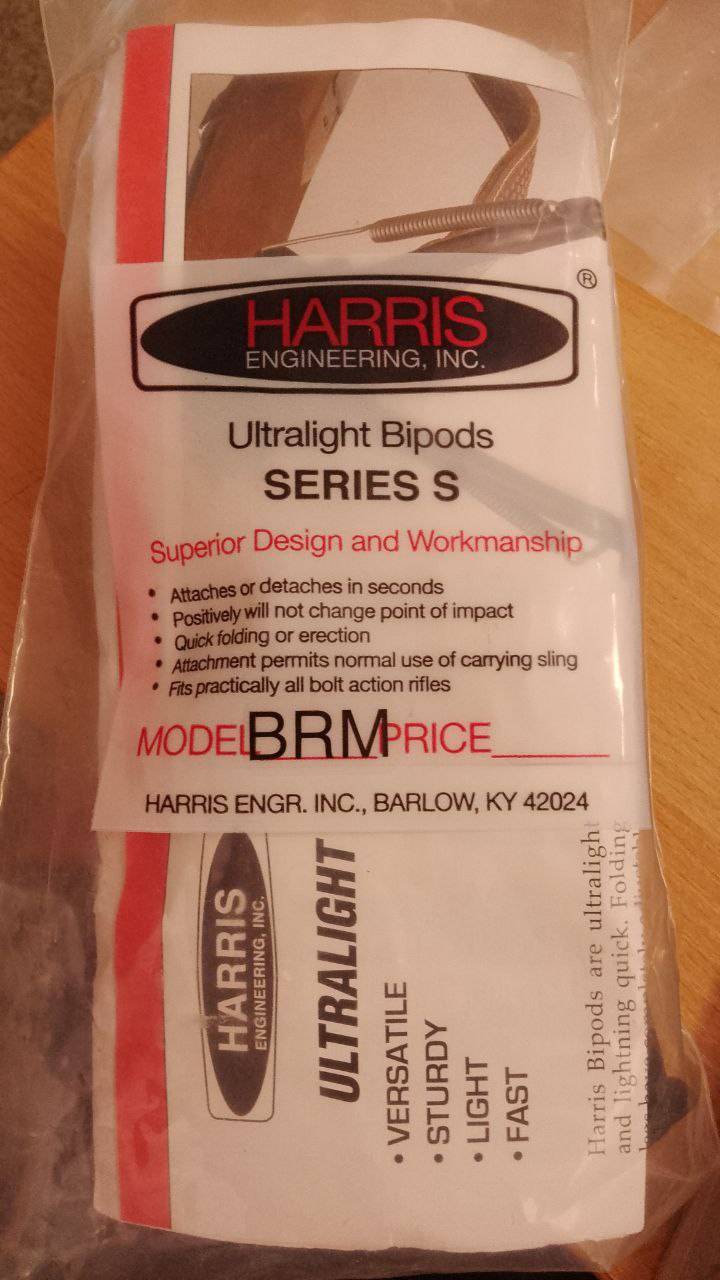 HARRIS
ENGINEERING, INC.
®
Ultralight Bipods
SERIES S
Superior Design and Workmanship
• Attaches or detaches in seconds
• Positively will not change point of impact
• Quick folding or erection
• Attachment permits normal use of carrying sling
• Fits practically all bolt action rifles
MODEL BRM PRICE______
HARRIS ENGR. INC., BARLOW, KY 42024
HARRIS
ENGINEERING, INC.
ULTRALIGHT
• VERSATILE
• STURDY
• LIGHT
• FAST
Harris Bipods are ultralight
and lightning quick. Folding